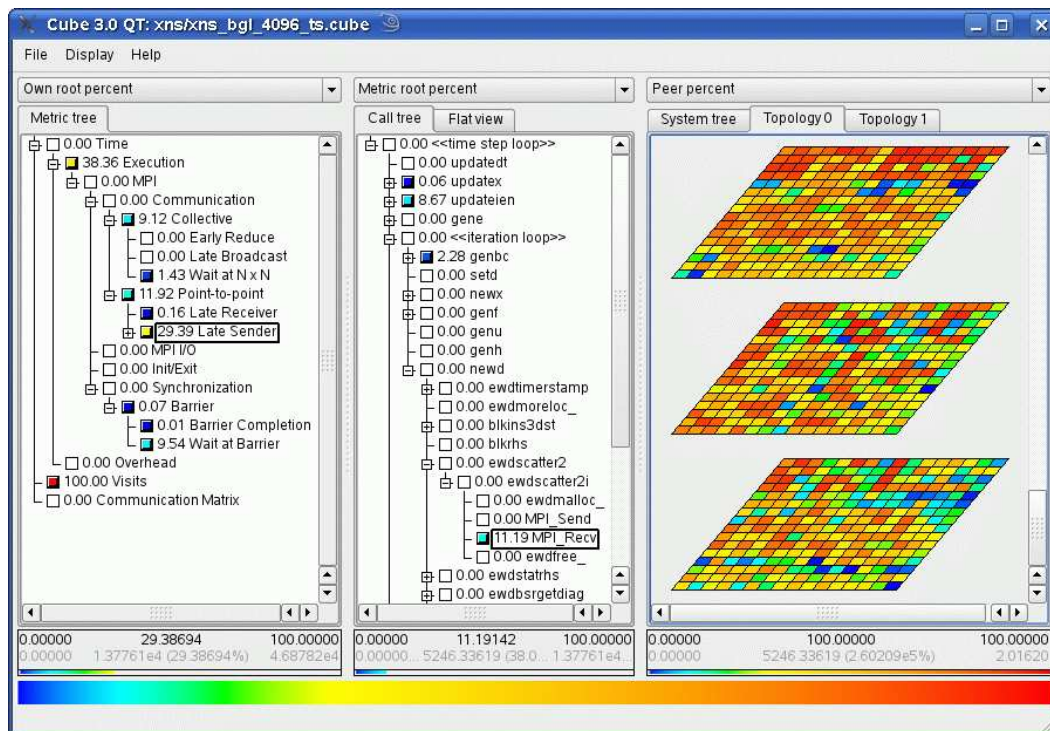 Cube 3.0 QT: xns/xns_bgl_4096_ts.cube
File Display Help
Own root percent
Metric root percent
Peer percent
Metric tree
Call tree Flat view
System tree Topology 0 Topology 1
0.00 Time
38.36 Execution
0.00 MPI
0.00 Communication
9.12 Collective
0.00 Early Reduce
0.00 Late Broadcast
1.43 Wait at N x N
11.92 Point-to-point
0.16 Late Receiver
29.39 Late Sender
0.00 MPI I/O
0.00 Init/Exit
0.00 Synchronization
0.07 Barrier
0.01 Barrier Completion
9.54 Wait at Barrier
0.00 Overhead
100.00 Visits
0.00 Communication Matrix
0.00 <<time step loop>>
0.00 updatedt
0.06 updatex
8.67 updateien
0.00 gene
0.00 <<iteration loop>>
2.28 genbc
0.00 setd
0.00 newx
0.00 genf
0.00 genu
0.00 genh
0.00 newd
0.00 ewdtimerstamp
0.00 ewdmoreloc_
0.00 blkins3dst
0.00 blkrhs
0.00 ewdscatter2
0.00 ewdscatter2i
0.00 ewdmalloc_
0.00 MPI_Send
11.19 MPI_Recv
0.00 ewdfree_
0.00 ewdstatrhs
0.00 ewdbsrgetdiag
0.00000 29.38694 100.00000
0.00000 1.37761e4 (29.38694%) 4.68782e4
0.00000 11.19142 100.00000
0.00000... 5246.33619 (38.0... 1.37761e4...
0.00000 100.00000 100.00000
0.00000 5246.33619 (2.60209e5%) 2.01620